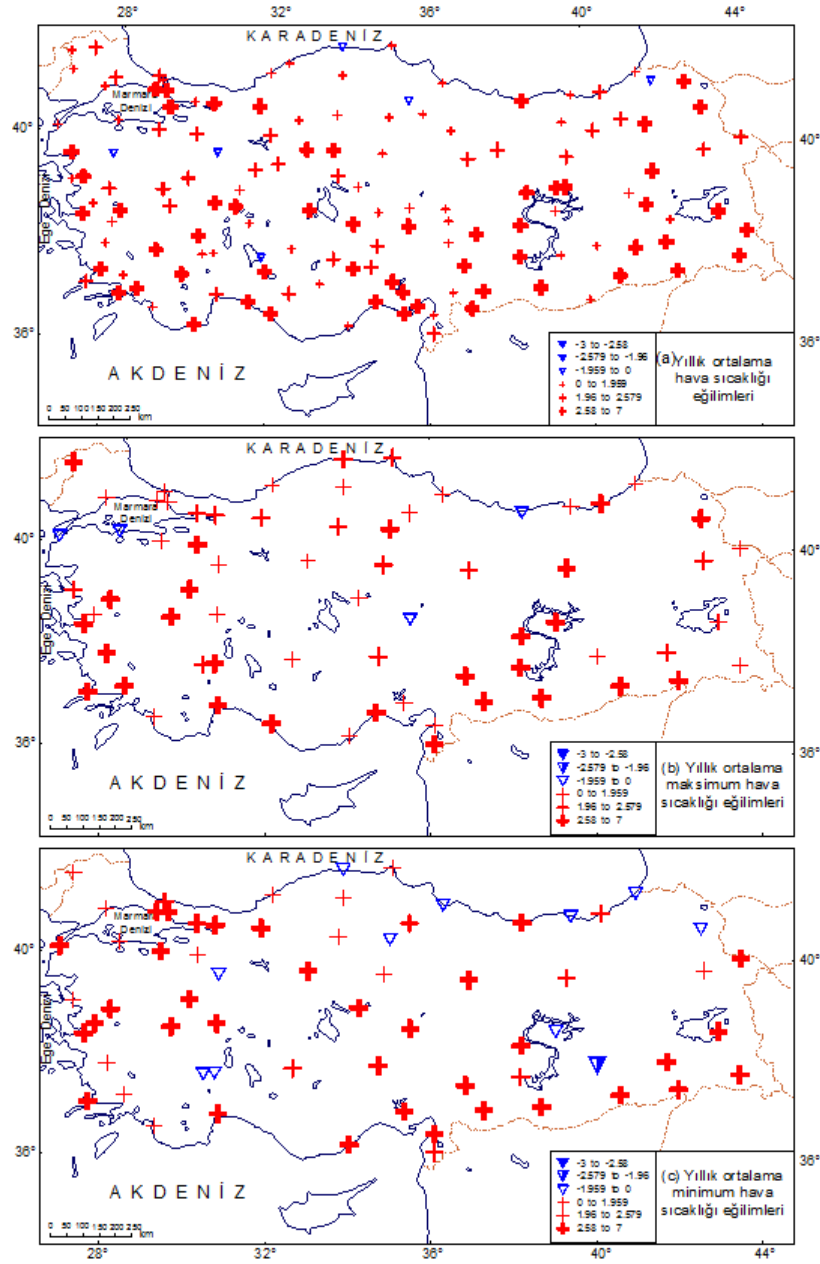 28° 32° 36° 40° 44°
KARADENİZ
Marmara
Denizi
40°
40°
Ege Denizi
36°
36°
AKDENİZ
0 50 100 150 200 250
km
-3 to -2.58
-2.579 to -1.96
-1.959 to 0
0 to 1.959
1.96 to 2.579
2.58 to 7
(a) Yıllık ortalama
hava sıcaklığı
eğilimleri
KARADENİZ
Marmara
Denizi
40°
40°
Ege Denizi
36°
36°
AKDENİZ
0 50 100 150 200 250
km
-3 to -2.58
-2.579 to -1.96
-1.959 to 0
0 to 1.959
1.96 to 2.579
2.58 to 7
(b) Yıllık ortalama
maksimum hava
sıcaklığı eğilimleri
KARADENİZ
Marmara
Denizi
40°
40°
Ege Denizi
36°
36°
AKDENİZ
0 50 100 150 200 250
km
-3 to -2.58
-2.579 to -1.96
-1.959 to 0
0 to 1.959
1.96 to 2.579
2.58 to 7
(c) Yıllık ortalama
minimum hava
sıcaklığı eğilimleri
28° 32° 36° 40° 44°